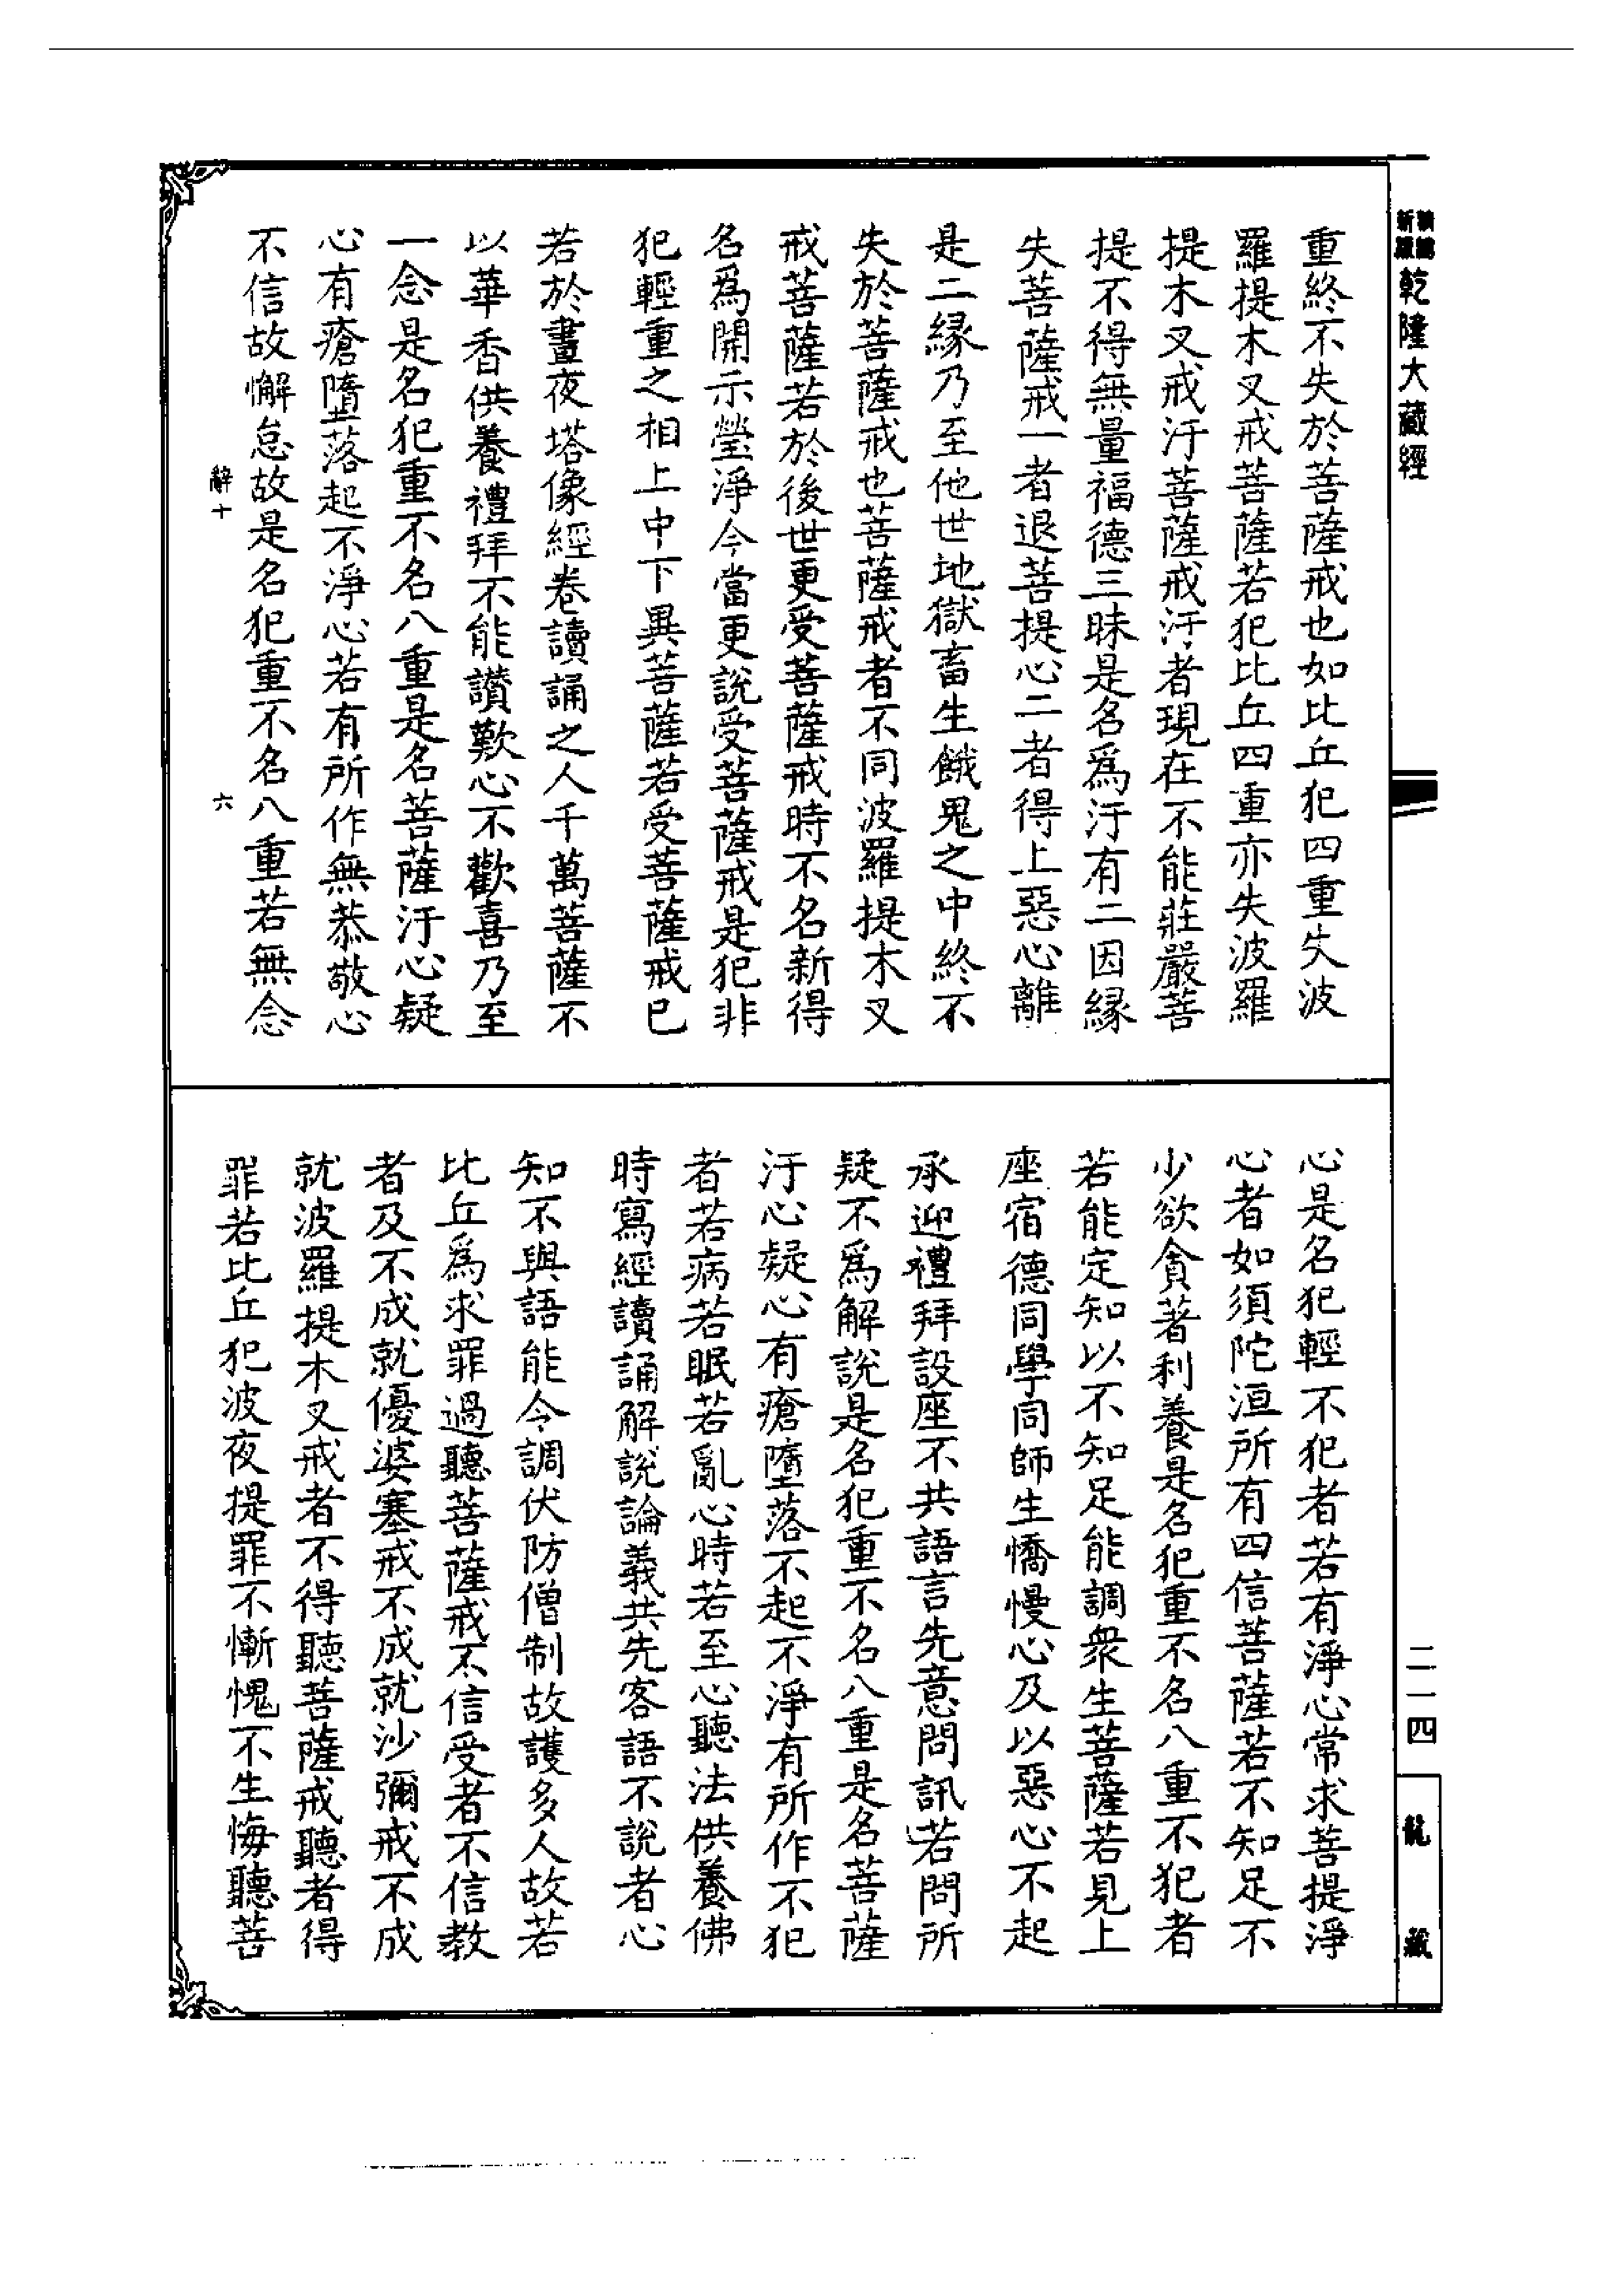 新編縮縮乾隆大藏經
重終不失於菩薩戒也如比丘犯四重失波
羅提木叉戒菩薩若犯比丘四重亦失波羅
提木叉戒汙菩薩戒汙者現在不能莊嚴菩
提不得無量福德三昧是名爲汙有二因緣
失菩薩戒一者退菩提心二者得上惡心離
是二緣乃至他世地獄畜生餓鬼之中終不
失於菩薩戒也菩薩戒者不同波羅提木叉
戒菩薩若於後世更受菩薩戒時不名新得
名爲開示瑩淨今當更說受菩薩戒是犯非
犯輕重之相上中下異菩薩若受菩薩戒已
若於晝夜塔像經卷讀誦之人千萬菩薩不
以華香供養禮拜不能讚歎心不歡喜乃至
一念是名犯重不名八重是名菩薩汙心疑
心有瘡墮落起不淨心若有所作無恭敬心
不信故懈怠故是名犯重不名八重若無念
辭十
六
心是名犯輕不犯者若有淨心常求菩提淨
心者如須陀洹所有四信菩薩若不知足不
少欲貪著利養是名犯重不名八重不犯者
若能定知以不知足能調衆生菩薩若見上
座宿德同學同師生憍慢心及以惡心不起
承迎禮拜設座不共語言先意問訊若問所
疑不爲解說是名犯重不名八重是名菩薩
汙心疑心有瘡墮落不起不淨有所作不犯
者若病若眠若亂心時若至心聽法供養佛
時寫經讀誦解說論義共先客語不說者心
知不與語能令調伏防僧制故護多人故若
比丘爲求罪過聽菩薩戒不信受者不信教
者及不成就優婆塞戒不成就沙彌戒不成
就波羅提木叉戒者不得聽菩薩戒聽者得
罪若比丘犯波夜提罪不慚愧不生悔聽菩
二一四
龍藏